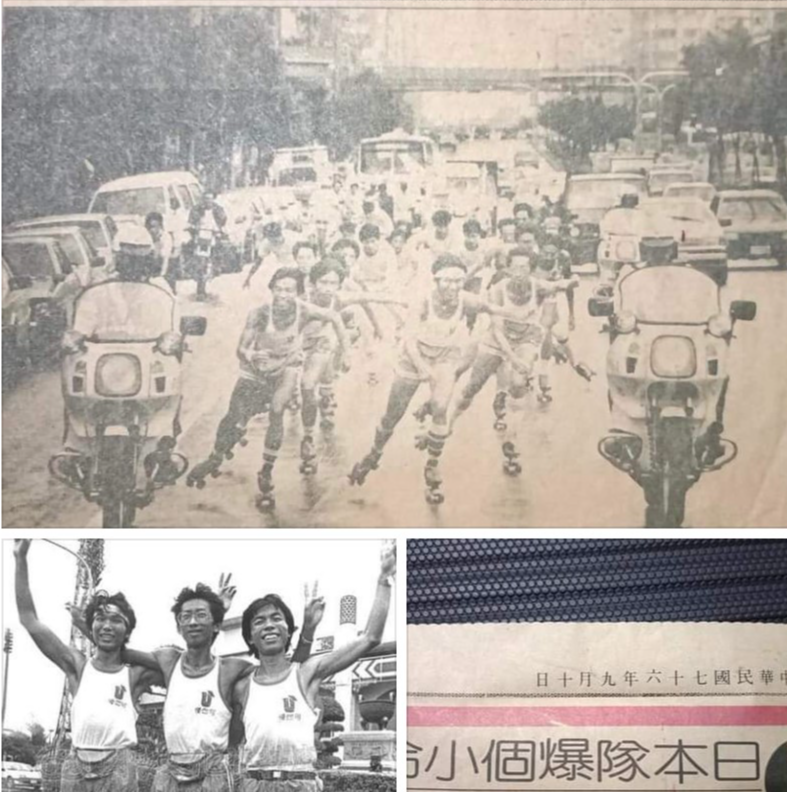 中華民國七十六年九月十日
日本隊爆個小